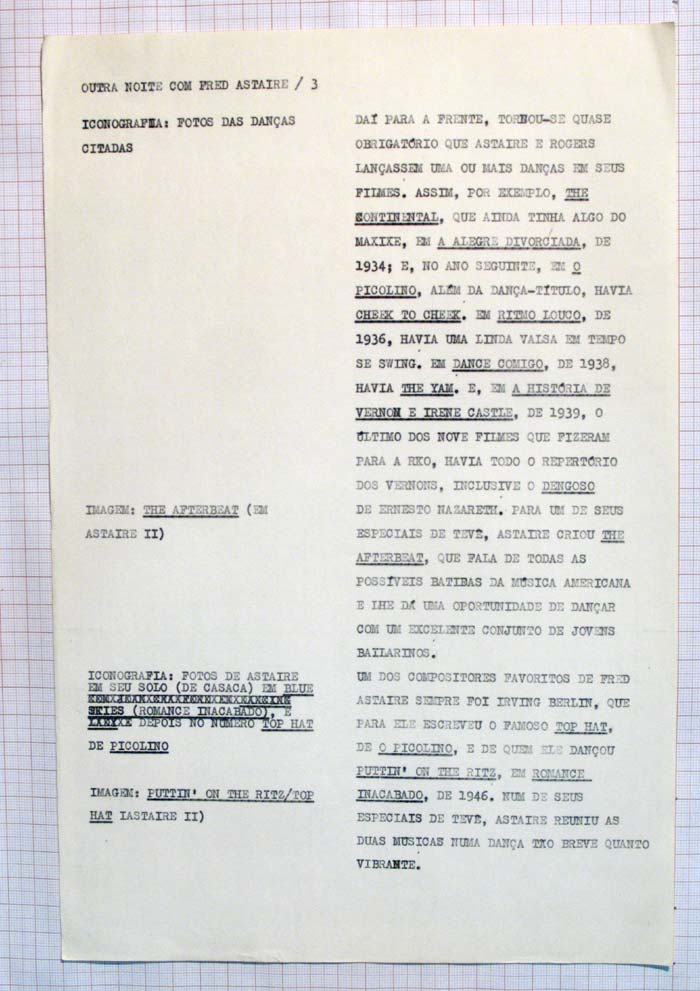 OUTRA NOITE COM FRED ASTAIRE / 3
ICONOGRAFIA: FOTOS DAS DANÇAS
CITADAS
DAÍ PARA A FRENTE, TORNOU-SE QUASE
OBRIGATÓRIO QUE ASTAIRE E ROGERS
LANÇASSEM UMA OU MAIS DANÇAS EM SEUS
FILMES. ASSIM, POR EXEMPLO, THE
CONTINENTAL, QUE AINDA TINHA ALGO DO
MAXIXE, EM A ALEGRE DIVORCIADA, DE
1934; E, NO ANO SEGUINTE, EM O
PICOLINO, ALÉM DA DANÇA-TÍTULO, HAVIA
CHEEK TO CHEEK. EM RITMO LOUCO, DE
1936, HAVIA UMA LINDA VALSA EM TEMPO
SE SWING. EM DANCE COMIGO, DE 1938,
HAVIA THE YAM. E, EM A HISTÓRIA DE
VERNON E IRENE CASTLE, DE 1939, O
ÚLTIMO DOS NOVE FILMES QUE FIZERAM
PARA A RKO, HAVIA TODO O REPERTÓRIO
DOS VERNONS, INCLUSIVE O DENGOSO
DE ERNESTO NAZARETH. PARA UM DE SEUS
ESPECIAIS DE TEVÊ, ASTAIRE CRIOU THE
AFTERBEAT, QUE FALA DE TODAS AS
POSSÍVEIS BATIBAS DA MÚSICA AMERICANA
E LHE DÁ UMA OPORTUNIDADE DE DANÇAR
COM UM EXCELENTE CONJUNTO DE JOVENS
BAILARINOS.
IMAGEM: THE AFTERBEAT (EM
ASTAIRE II)
ICONOGRAFIA: FOTOS DE ASTAIRE
EM SEU SOLO (DE CASACA) EM BLUE
SKIES (ROMANCE INACABADO), E
DEPOIS NO NÚMERO TOP HAT
DE PICOLINO
UM DOS COMPOSITORES FAVORITOS DE FRED
ASTAIRE SEMPRE FOI IRVING BERLIN, QUE
PARA ELE ESCREVEU O FAMOSO TOP HAT,
DE O PICOLINO, E DE QUEM ELE DANÇOU
PUTTIN' ON THE RITZ, EM ROMANCE
INACABADO, DE 1946. NUM DE SEUS
ESPECIAIS DE TEVÊ, ASTAIRE REUNIU AS
DUAS MUSICAS NUMA DANÇA TXO BREVE QUANTO
VIBRANTE.
IMAGEM: PUTTIN' ON THE RITZ/TOP
HAT IASTAIRE II)